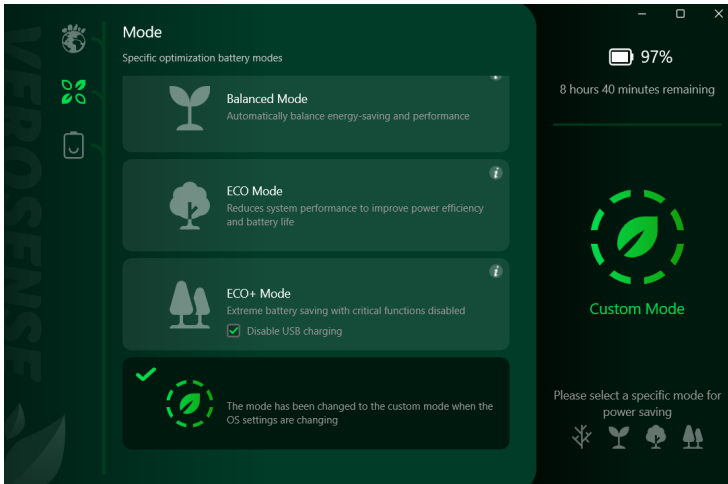 VEROSENSE
Mode
Specific optimization battery modes
Balanced Mode
Automatically balance energy-saving and performance
ECO Mode
Reduces system performance to improve power efficiency
and battery life
ECO+ Mode
Extreme battery saving with critical functions disabled
Disable USB charging
The mode has been changed to the custom mode when the
OS settings are changing
97%
8 hours 40 minutes remaining
Custom Mode
Please select a specific mode for
power saving